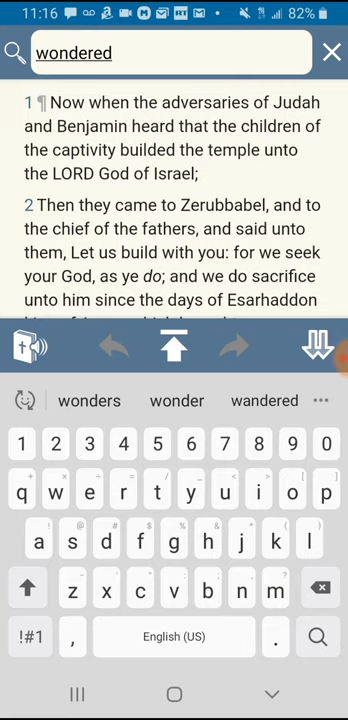 11:16 82%
wondered
1 ¶ Now when the adversaries of Judah
and Benjamin heard that the children of
the captivity builded the temple unto
the LORD God of Israel;
2 Then they came to Zerubbabel, and to
the chief of the fathers, and said unto
them, Let us build with you: for we seek
your God, as ye do; and we do sacrifice
unto him since the days of Esarhaddon
wonders wonder wandered
1 2 3 4 5 6 7 8 9 0
q w e r t y u i o p
a s d f g h j k l
z x c v b n m
!#1 , English (US) .